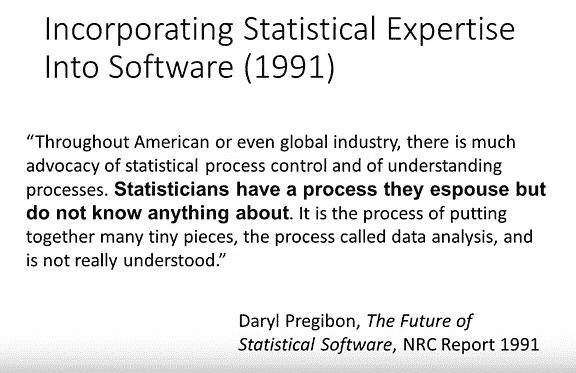 Incorporating Statistical Expertise
Into Software (1991)
“Throughout American or even global industry, there is much
advocacy of statistical process control and of understanding
processes. Statisticians have a process they espouse but
do not know anything about. It is the process of putting
together many tiny pieces, the process called data analysis, and
is not really understood.”
Daryl Pregibon, The Future of
Statistical Software, NRC Report 1991